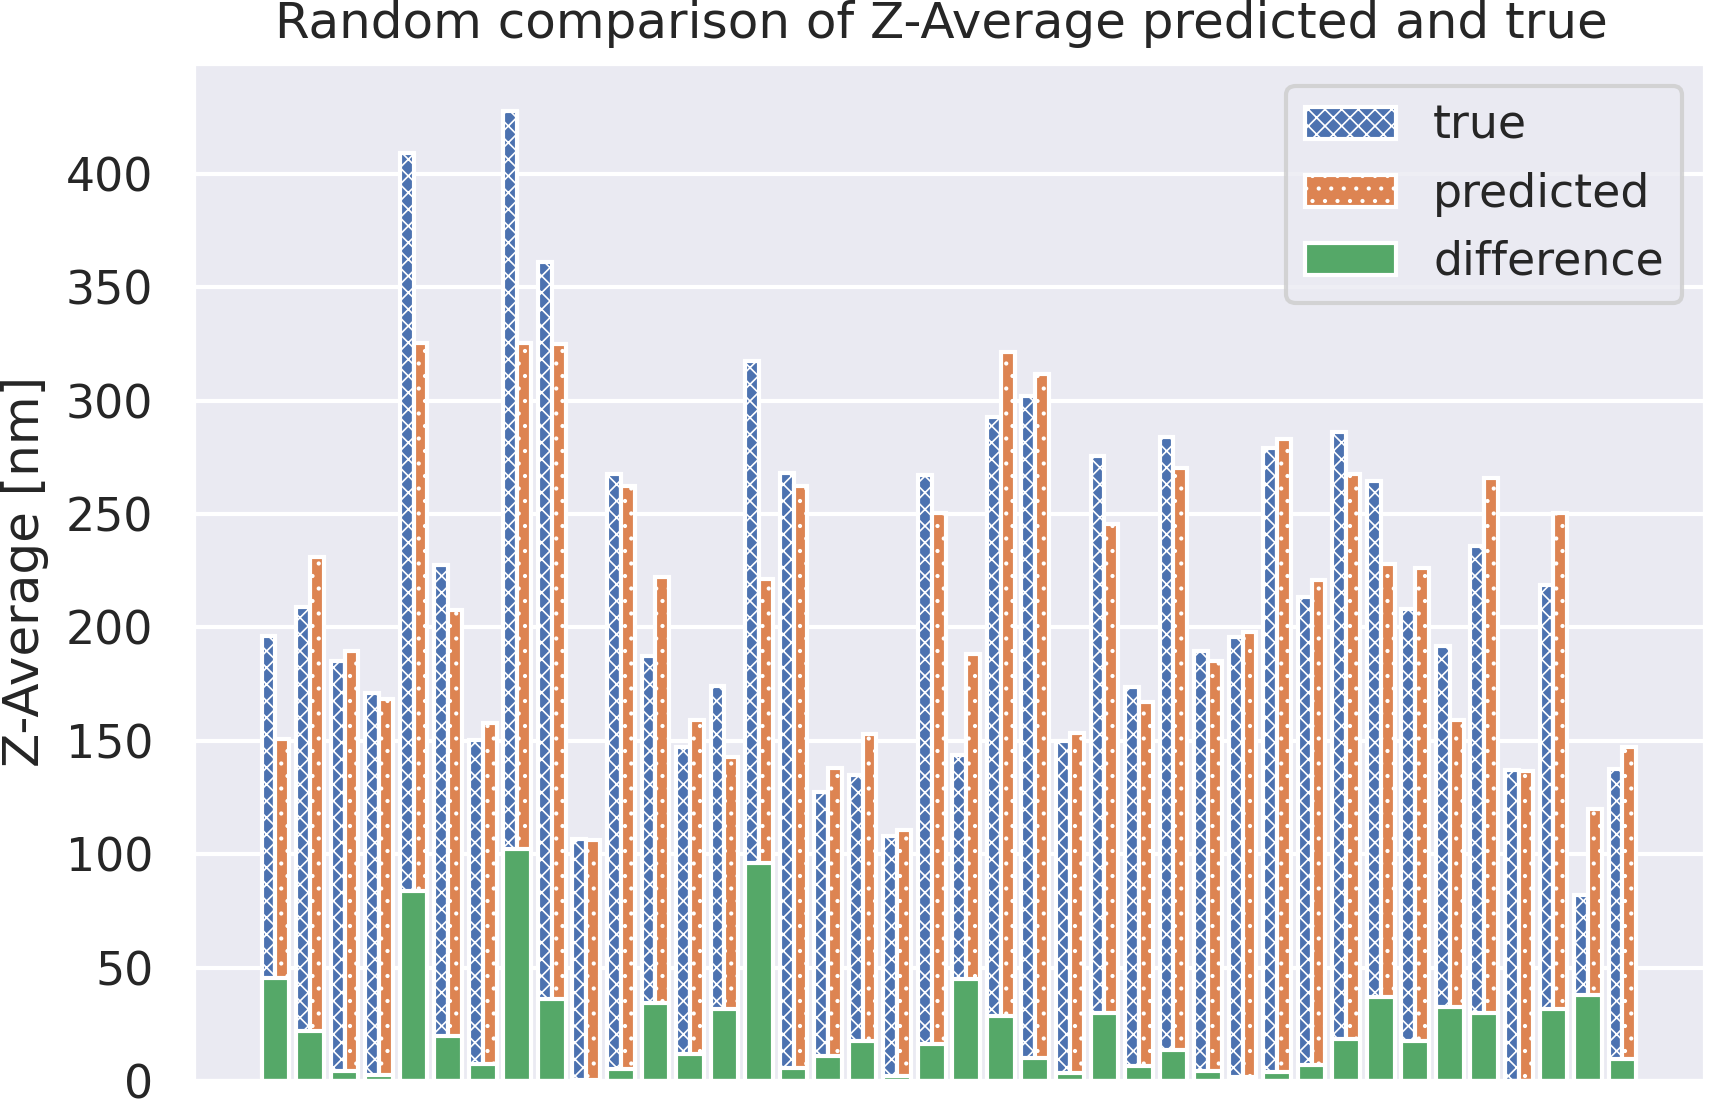 Random comparison of Z-Average predicted and true
Z-Average [nm]
400
350
300
250
200
150
100
50
0
true
predicted
difference